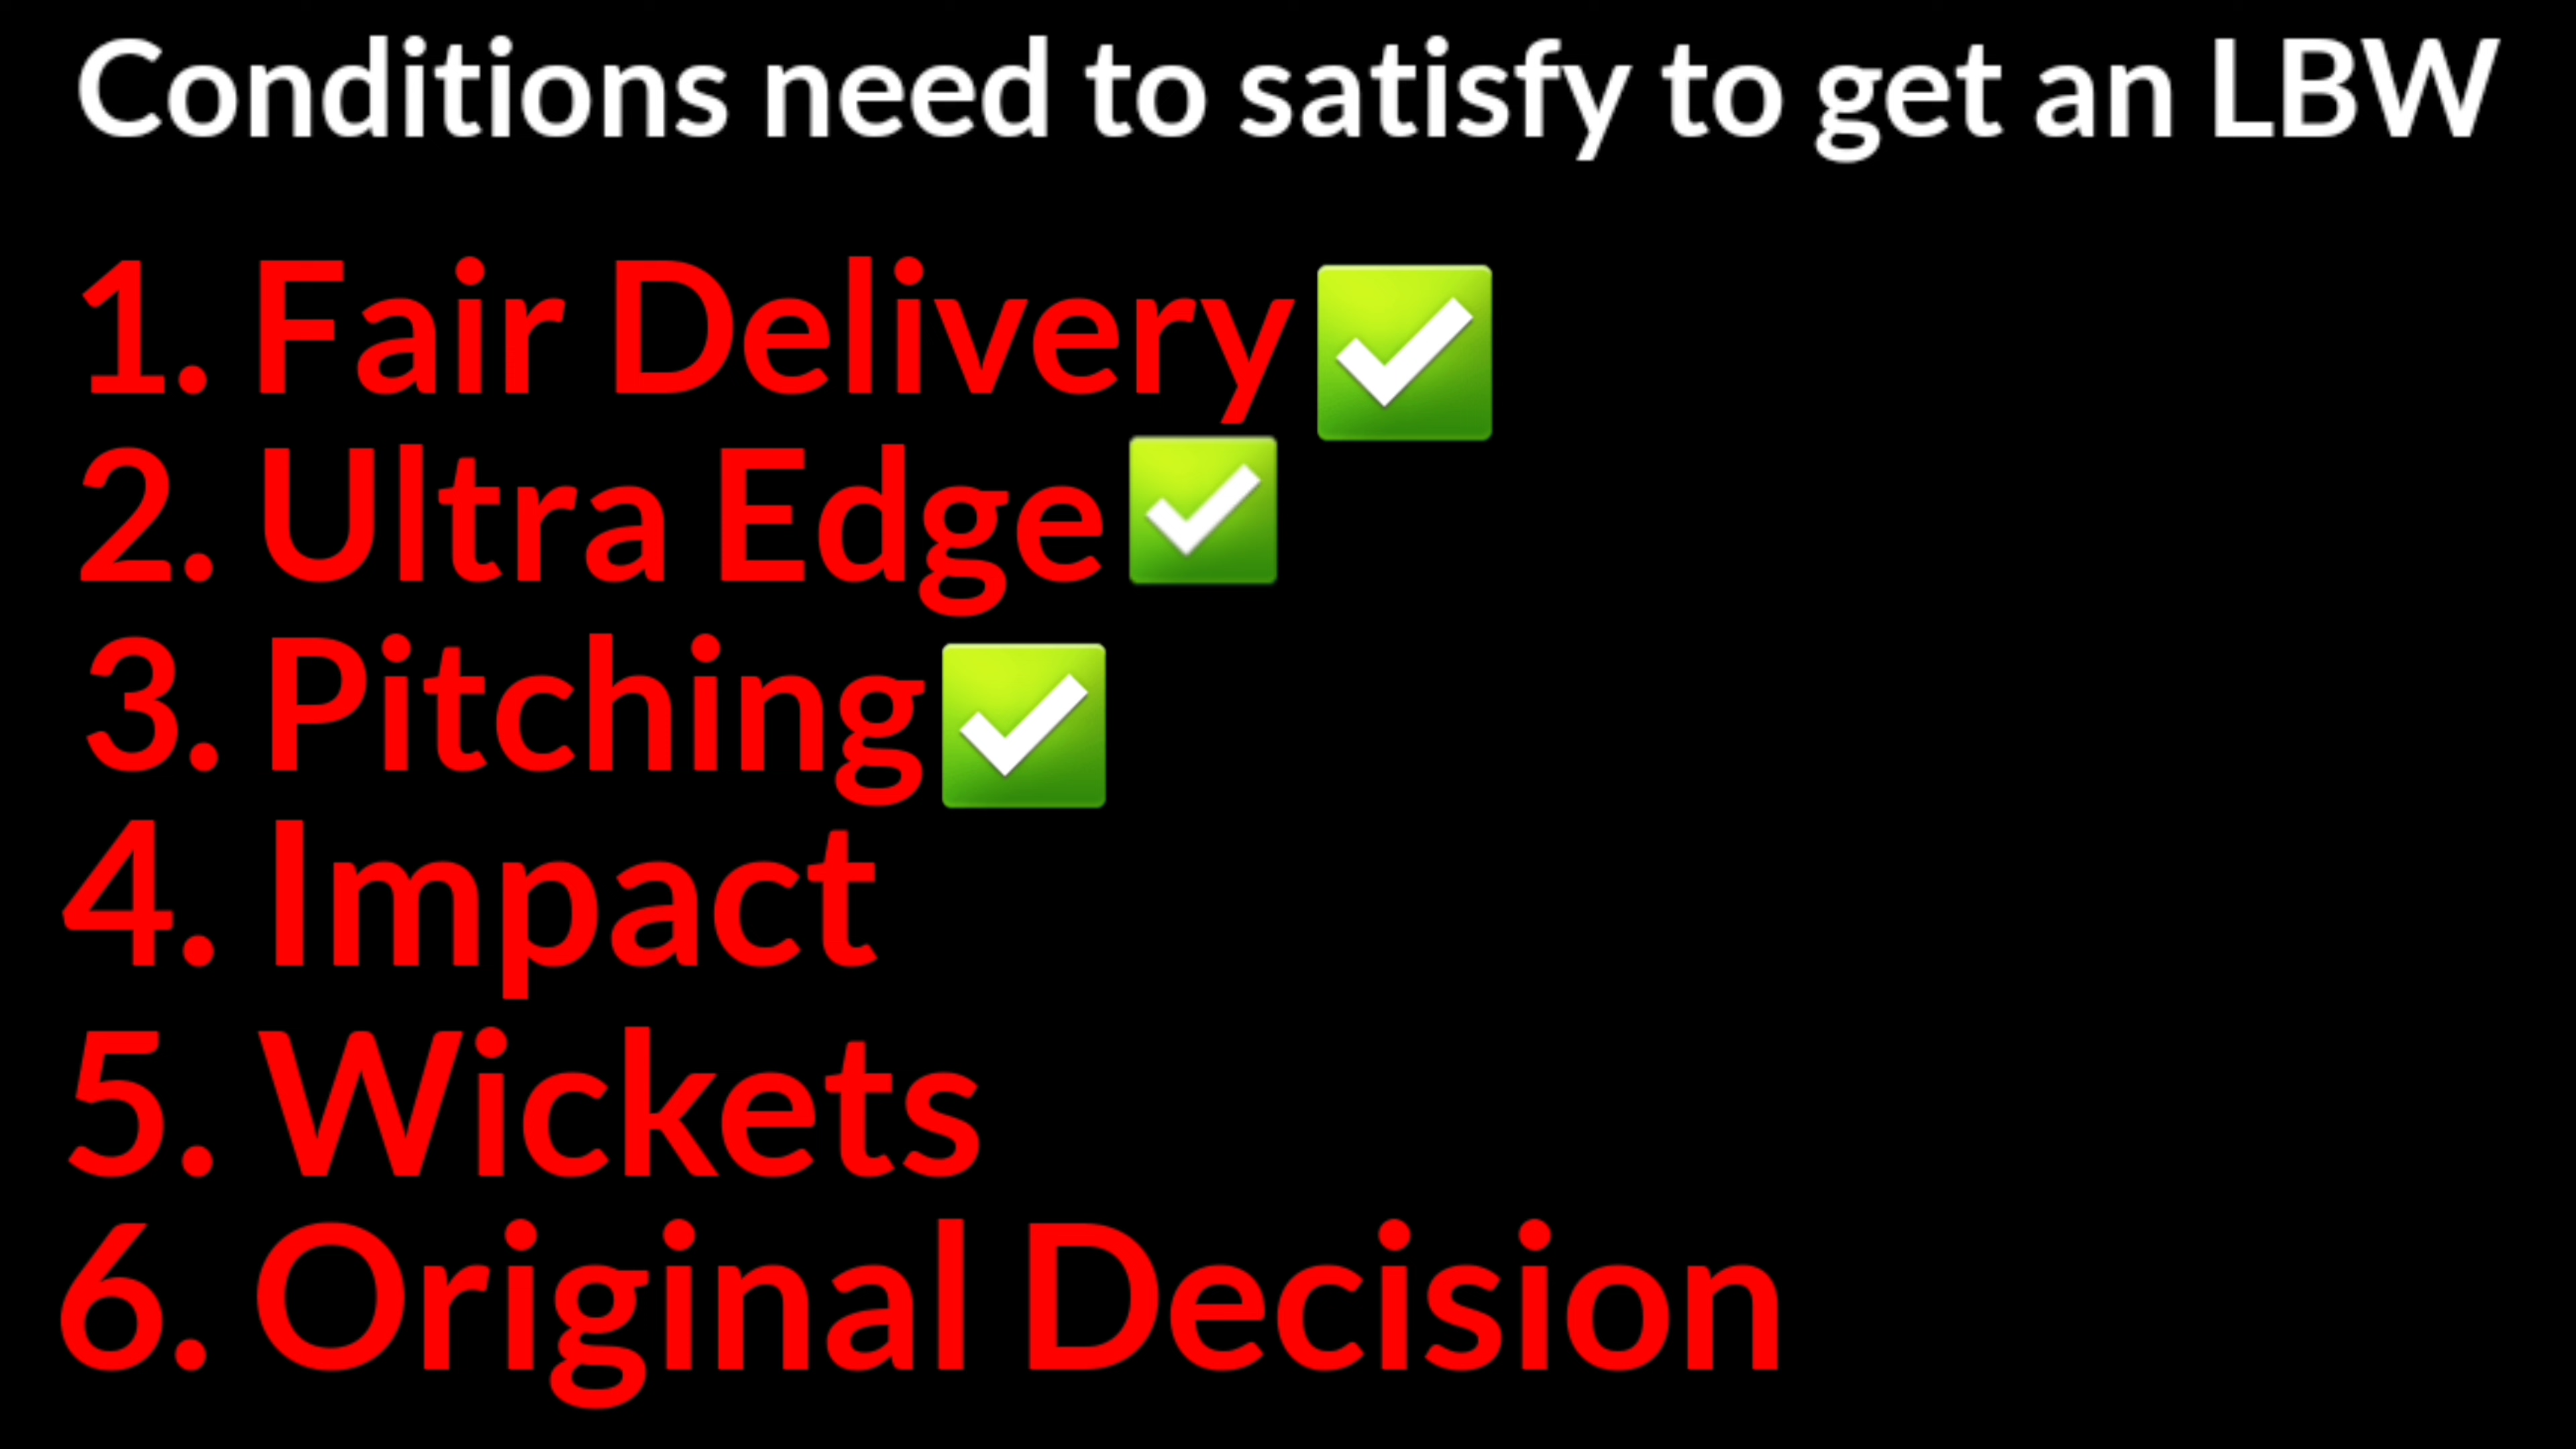 Conditions need to satisfy to get an LBW
1. Fair Delivery ✅
2. Ultra Edge ✅
3. Pitching ✅
4. Impact
5. Wickets
6. Original Decision